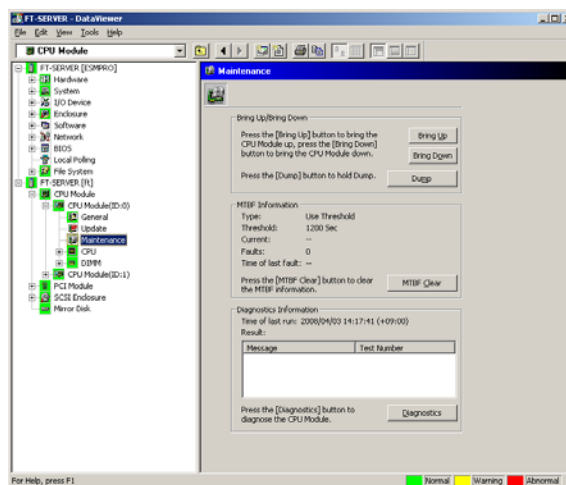 FT-SERVER - DataViewer
File Edit View Tools Help
CPU Module
FT-SERVER [ESMPRO]
Hardware
System
I/O Device
Enclosure
Software
Network
BIOS
Local Polling
File System
FT-SERVER [ft]
CPU Module
CPU Module(ID:0)
General
Update
Maintenance
CPU
DIMM
CPU Module(ID:1)
PCI Module
SCSI Enclosure
Mirror Disk
Maintenance
Bring Up/Bring Down
Press the [Bring Up] button to bring the
CPU Module up, press the [Bring Down]
button to bring the CPU Module down.
Bring Up
Bring Down
Press the [Dump] button to hold Dump.
Dump
MTBF Information
Type: Use Threshold
Threshold: 1200 Sec
Current: --
Faults: 0
Time of last fault: --
Press the [MTBF Clear] button to clear
the MTBF information.
MTBF Clear
Diagnostics Information
Time of last run: 2008/04/03 14:17:41 (+09:00)
Result:
Message Test Number
Press the [Diagnostics] button to
diagnose the CPU Module.
Diagnostics
For Help, press F1
Normal Warning Abnormal